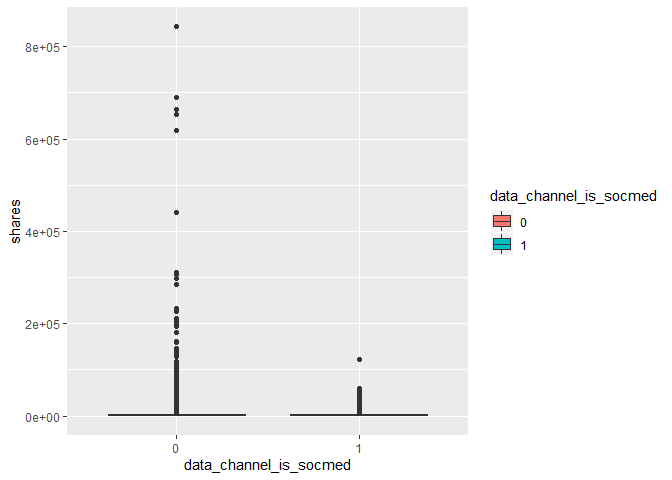 8e+05
6e+05
4e+05
2e+05
0e+00
shares
0
1
data_channel_is_socmed
data_channel_is_socmed
0
1